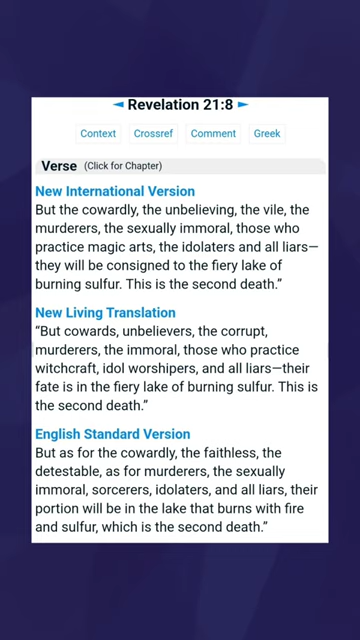 ◄ Revelation 21:8 ►
Context Crossref Comment Greek
Verse (Click for Chapter)
New International Version
But the cowardly, the unbelieving, the vile, the
murderers, the sexually immoral, those who
practice magic arts, the idolaters and all liars—
they will be consigned to the fiery lake of
burning sulfur. This is the second death.”
New Living Translation
“But cowards, unbelievers, the corrupt,
murderers, the immoral, those who practice
witchcraft, idol worshipers, and all liars—their
fate is in the fiery lake of burning sulfur. This is
the second death.”
English Standard Version
But as for the cowardly, the faithless, the
detestable, as for murderers, the sexually
immoral, sorcerers, idolaters, and all liars, their
portion will be in the lake that burns with fire
and sulfur, which is the second death.”